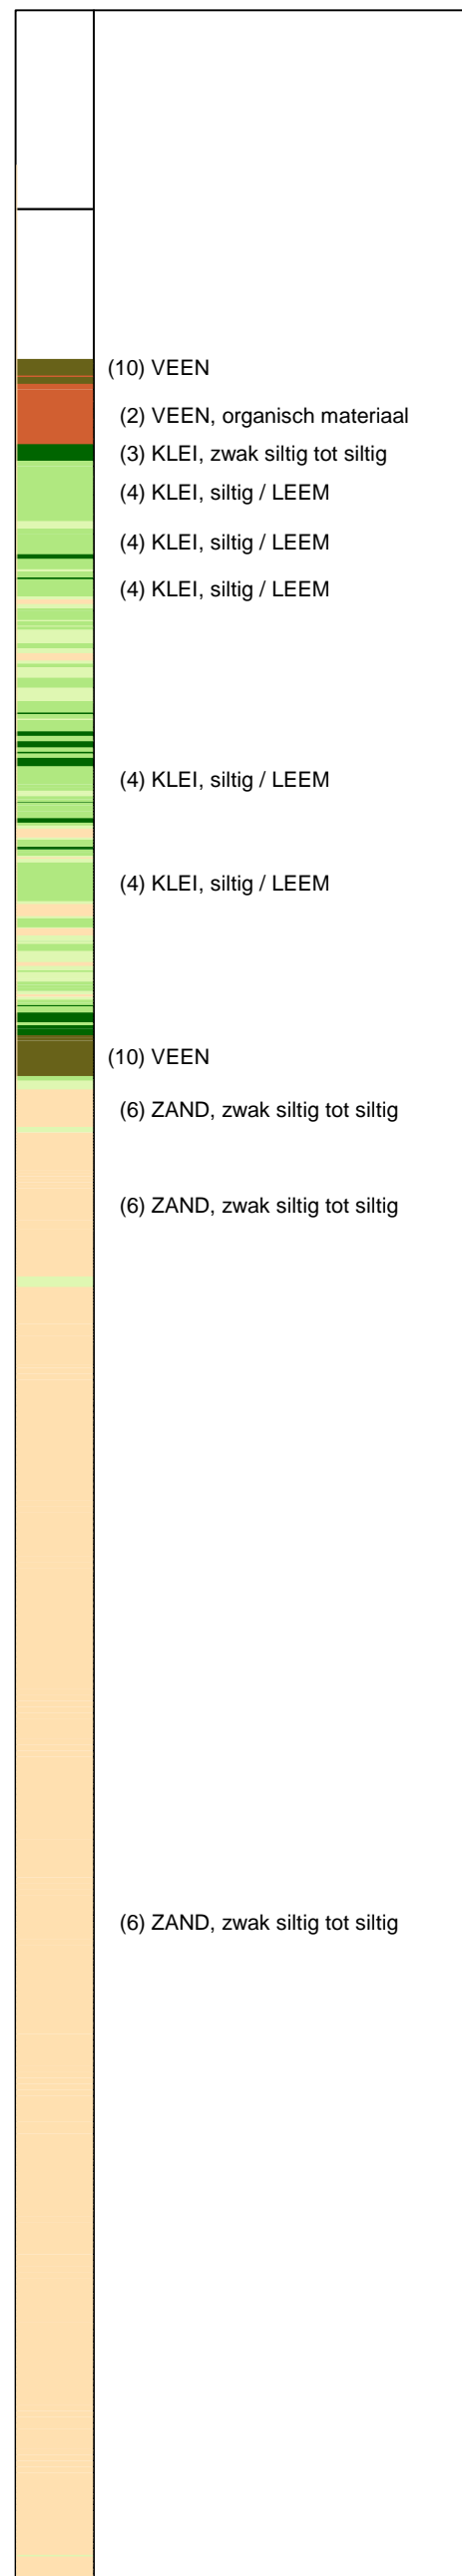 (10) VEEN
(2) VEEN, organisch materiaal
(3) KLEI, zwak siltig tot siltig
(4) KLEI, siltig / LEEM
(4) KLEI, siltig / LEEM
(4) KLEI, siltig / LEEM
(4) KLEI, siltig / LEEM
(4) KLEI, siltig / LEEM
(10) VEEN
(6) ZAND, zwak siltig tot siltig
(6) ZAND, zwak siltig tot siltig
(6) ZAND, zwak siltig tot siltig